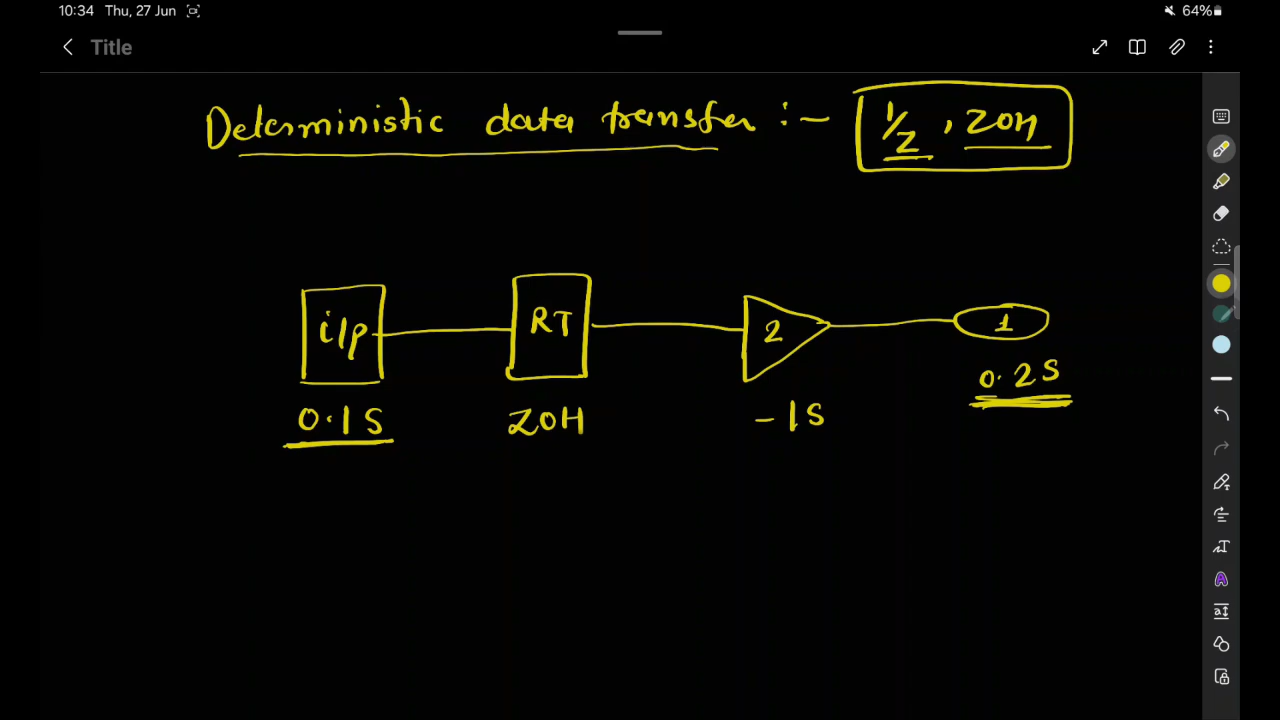 10:34 Thu, 27 Jun 64%
Title
Deterministic data transfer :- 1/z, ZOH
i/p RT 2 1
0.1S ZOH -1S 0.2S